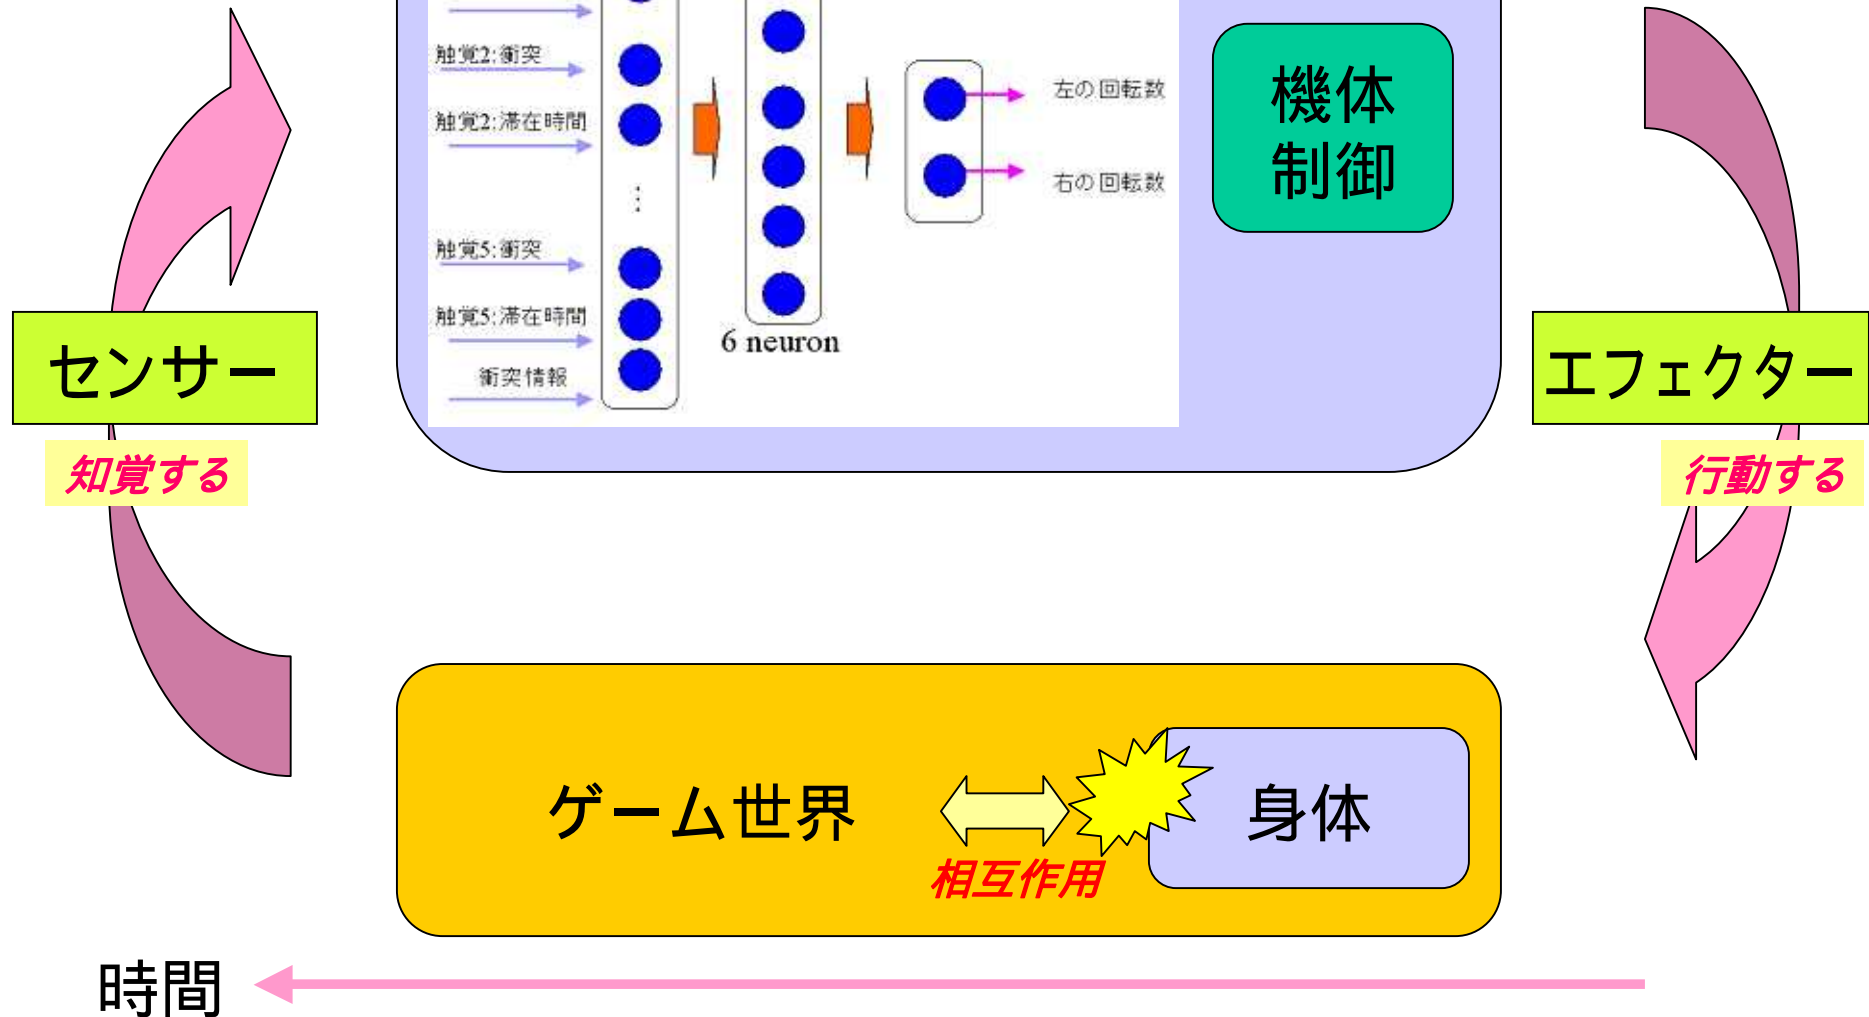 触覚2:衝突
触覚2:滞在時間
⋮
触覚5:衝突
触覚5:滞在時間
衝突情報
6 neuron
左の回転数
右の回転数
機体
制御
センサー
知覚する
エフェクター
行動する
ゲーム世界
相互作用
身体
時間